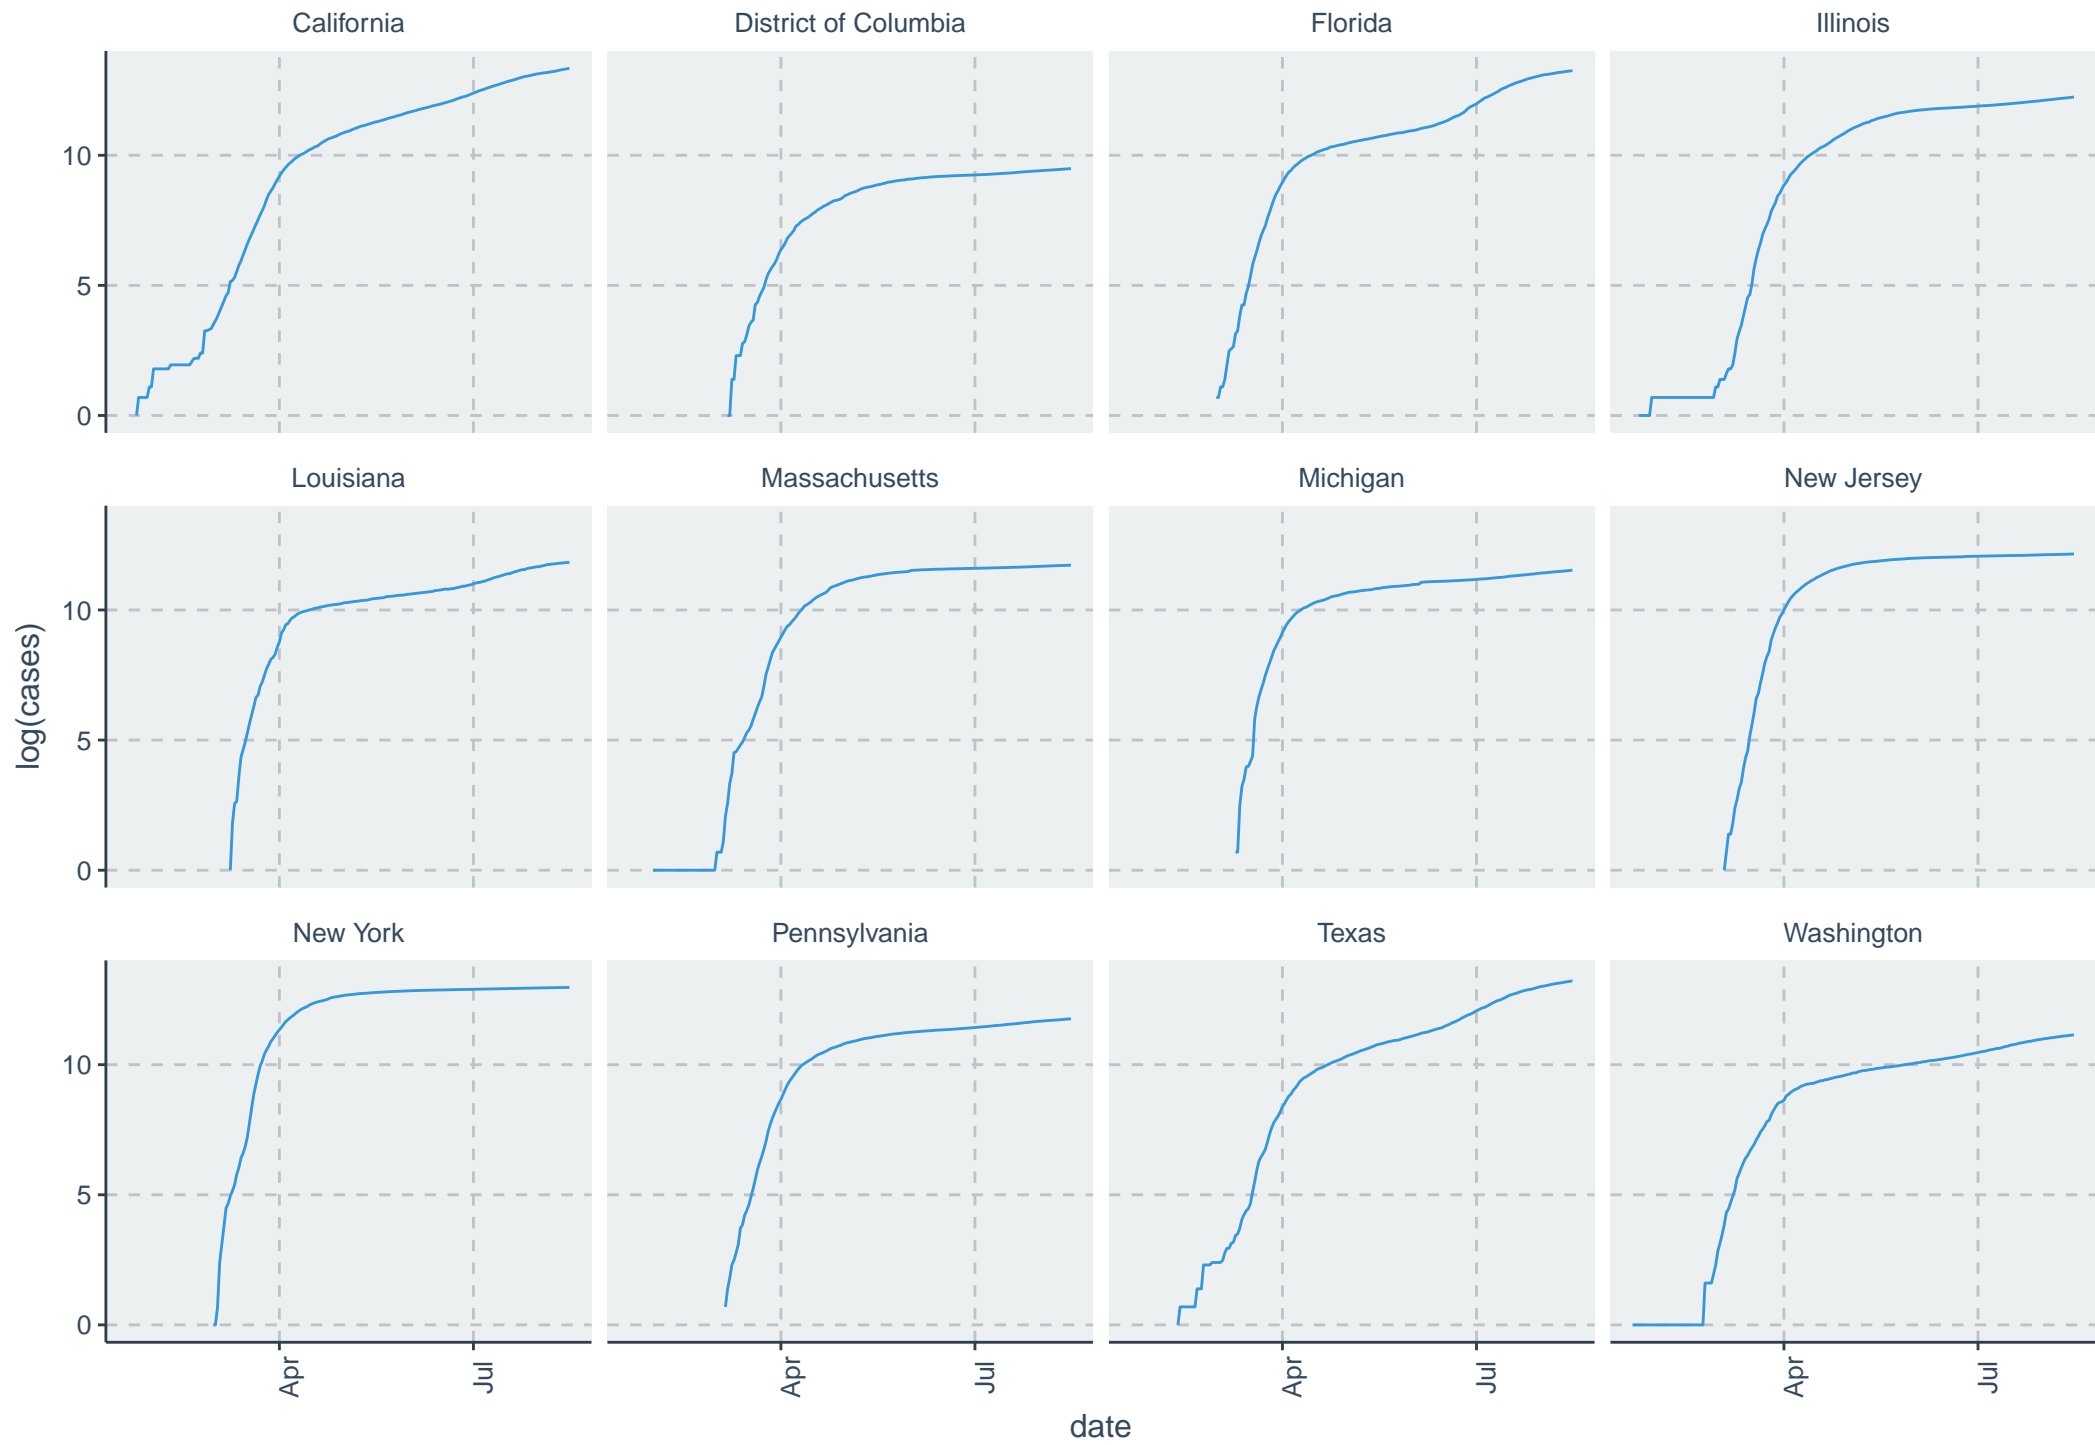 California
District of Columbia
Florida
Illinois
10
5
0
Louisiana
Massachusetts
Michigan
New Jersey
10
5
0
log(cases)
New York
Pennsylvania
Texas
Washington
10
5
0
Apr
Jul
Apr
Jul
Apr
Jul
Apr
Jul
date